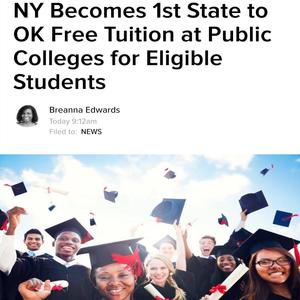 NY Becomes 1st State to
OK Free Tuition at Public
Colleges for Eligible
Students
Breanna Edwards
Today 9:12am
Filed to: NEWS